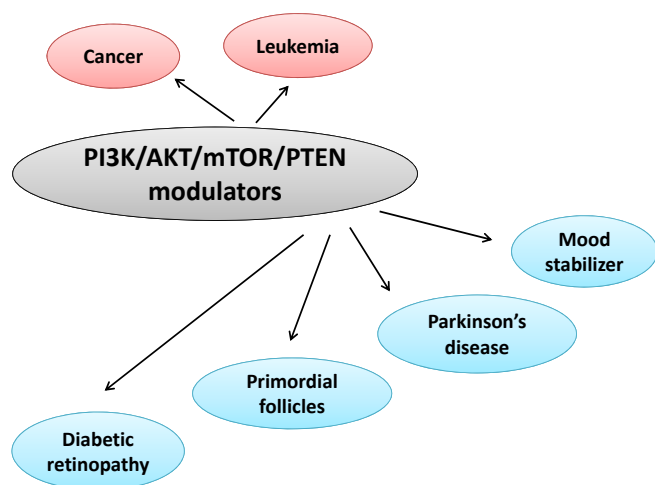 Cancer
Leukemia
PI3K/AKT/mTOR/PTEN
modulators
Mood
stabilizer
Parkinson's
disease
Primordial
follicles
Diabetic
retinopathy